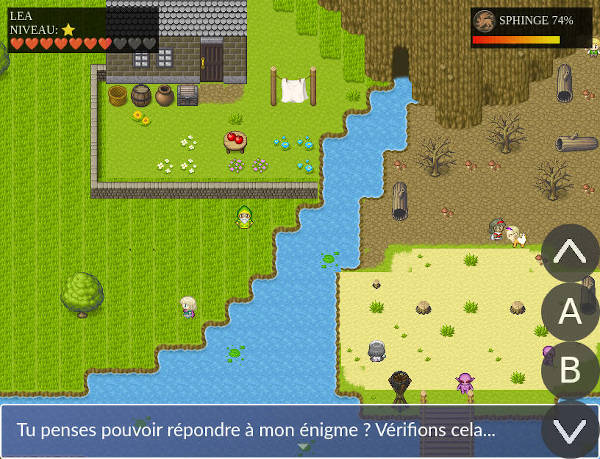 LEA
NIVEAU: ⭐
SPHINGE 74%
A
B
Tu penses pouvoir répondre à mon énigme ? Vérifions cela...